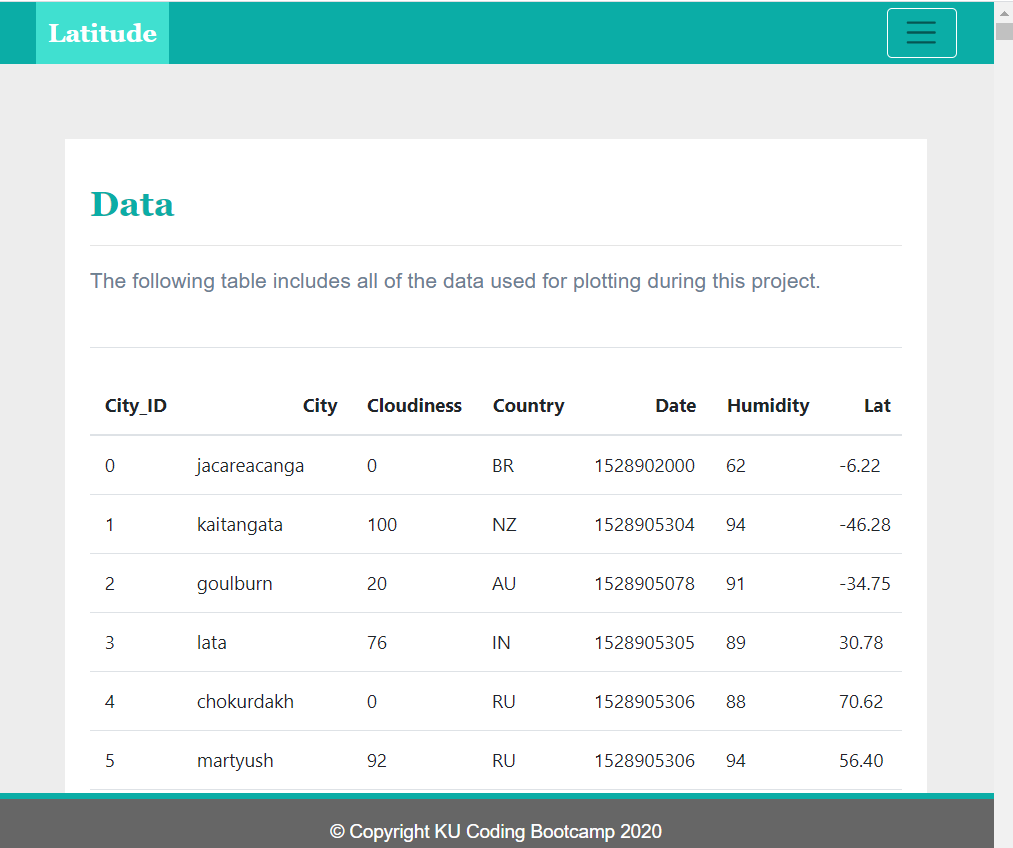 Latitude
Data
The following table includes all of the data used for plotting during this project.
City_ID City Cloudiness Country Date Humidity Lat
0 jacareacanga 0 BR 1528902000 62 -6.22
1 kaitangata 100 NZ 1528905304 94 -46.28
2 goulburn 20 AU 1528905078 91 -34.75
3 lata 76 IN 1528905305 89 30.78
4 chokurdakh 0 RU 1528905306 88 70.62
5 martyush 92 RU 1528905306 94 56.40
© Copyright KU Coding Bootcamp 2020